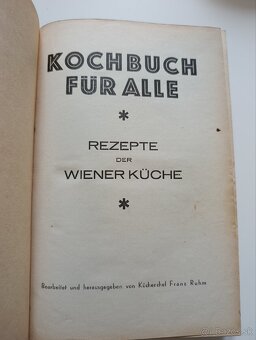 KOCHBUCH
FÜR ALLE
*
REZEPTE
DER
WIENER KÜCHE
*
Bearbeitet und herausgegeben von Küchenchef Franz Ruhm